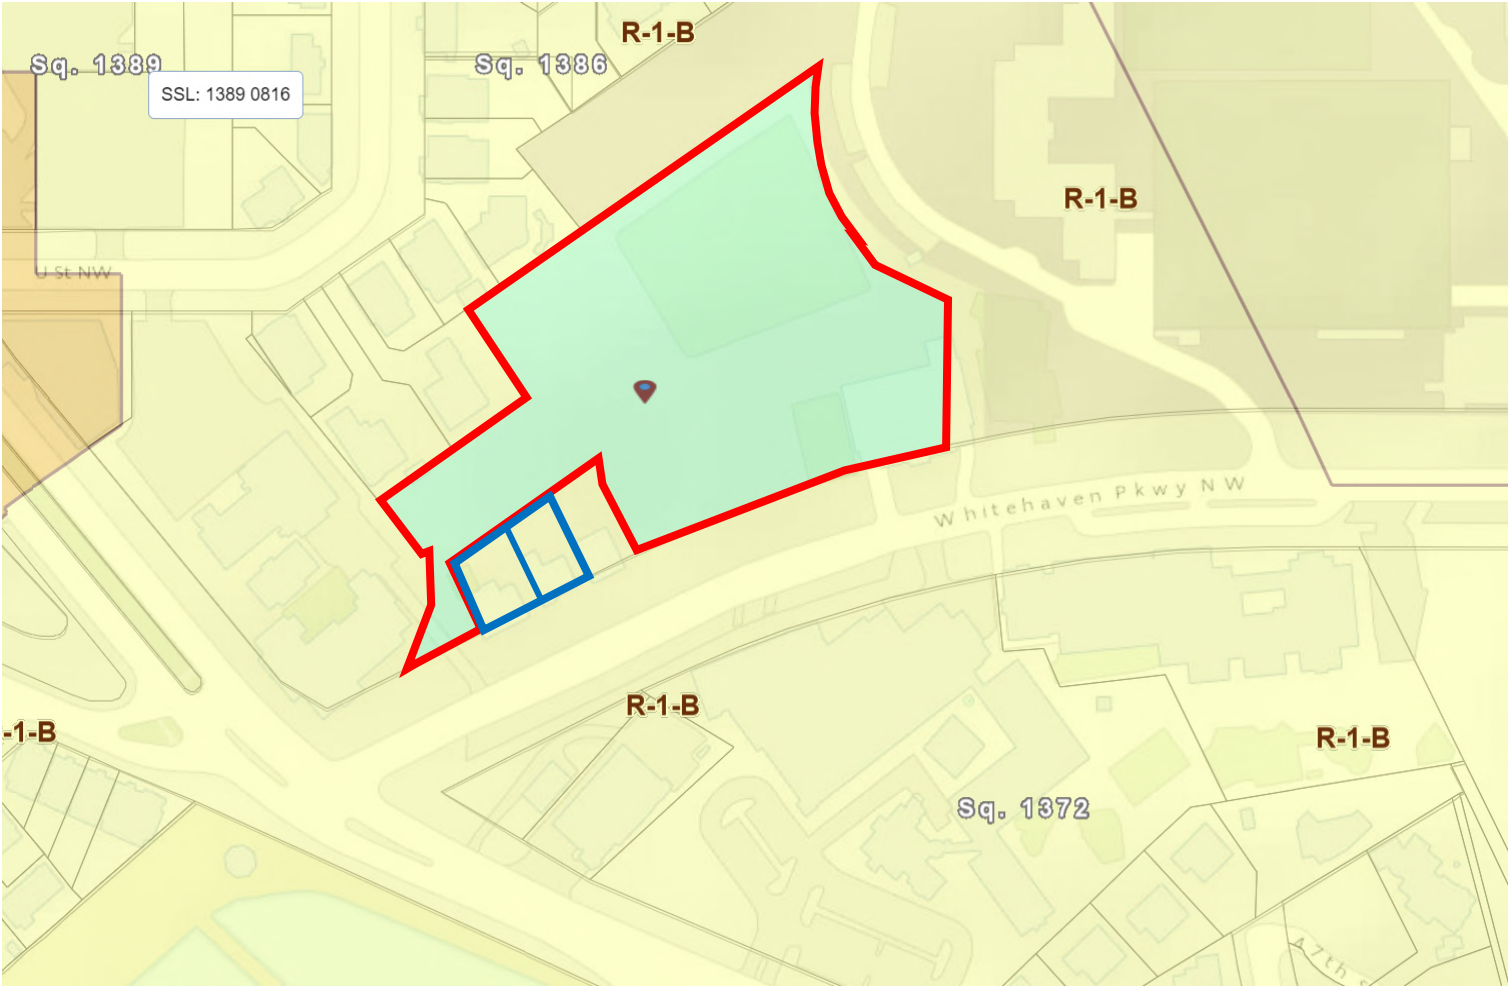 R-1-B
Sq. 1389
Sq. 1386
SSL: 1389 0816
R-1-B
U St NW
Whitehaven Pkwy NW
R-1-B
-1-B
R-1-B
Sq. 1372
47th S